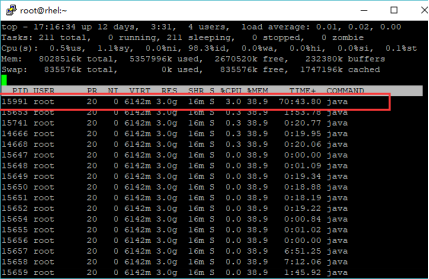 root@rhel:~
top - 17:16:34 up 12 days, 3:31, 4 users, load average: 0.01, 0.02, 0.00
Tasks: 211 total, 0 running, 211 sleeping, 0 stopped, 0 zombie
Cpu(s): 0.5%us, 1.1%sy, 0.0%ni, 98.3%id, 0.0%wa, 0.0%hi, 0.0%si, 0.1%st
Mem: 8028516k total, 5357996k used, 2670520k free, 232380k buffers
Swap: 835576k total, 0k used, 835576k free, 1747196k cached
PID USER PR NI VIRT RES SHR S %CPU %MEM TIME+ COMMAND
15991 root 20 0 6142m 3.0g 16m S 3.0 38.9 70:43.80 java
15653 root 20 0 6142m 3.0g 16m S 38.9 1:53.78 java
15741 root 20 0 6142m 3.0g 16m S 0.3 38.9 0:20.77 java
14666 root 20 0 6142m 3.0g 16m S 0.0 38.9 0:19.95 java
14668 root 20 0 6142m 3.0g 16m S 0.0 38.9 0:20.06 java
15647 root 20 0 6142m 3.0g 16m S 0.0 38.9 0:00.00 java
15648 root 20 0 6142m 3.0g 16m S 0.0 38.9 0:01.09 java
15649 root 20 0 6142m 3.0g 16m S 0.0 38.9 0:19.34 java
15650 root 20 0 6142m 3.0g 16m S 0.0 38.9 0:18.88 java
15651 root 20 0 6142m 3.0g 16m S 0.0 38.9 0:18.19 java
15652 root 20 0 6142m 3.0g 16m S 0.0 38.9 0:19.22 java
15654 root 20 0 6142m 3.0g 16m S 0.0 38.9 0:00.84 java
15655 root 20 0 6142m 3.0g 16m S 0.0 38.9 0:01.02 java
15656 root 20 0 6142m 3.0g 16m S 0.0 38.9 0:00.00 java
15657 root 20 0 6142m 3.0g 16m S 0.0 38.9 6:51.25 java
15658 root 20 0 6142m 3.0g 16m S 0.0 38.9 7:12.06 java
15659 root 20 0 6142m 3.0g 16m S 0.0 38.9 1:45.92 java